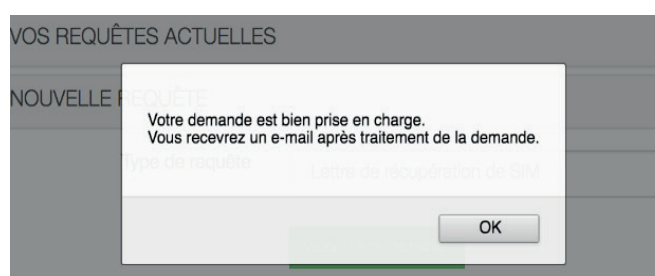 VOS REQUÊTES ACTUELLES
NOUVELLE REQUÊTE
Votre demande est bien prise en charge.
Vous recevrez un e-mail après traitement de la demande.
Type de requête
Lettre de récupération de SIM
OK